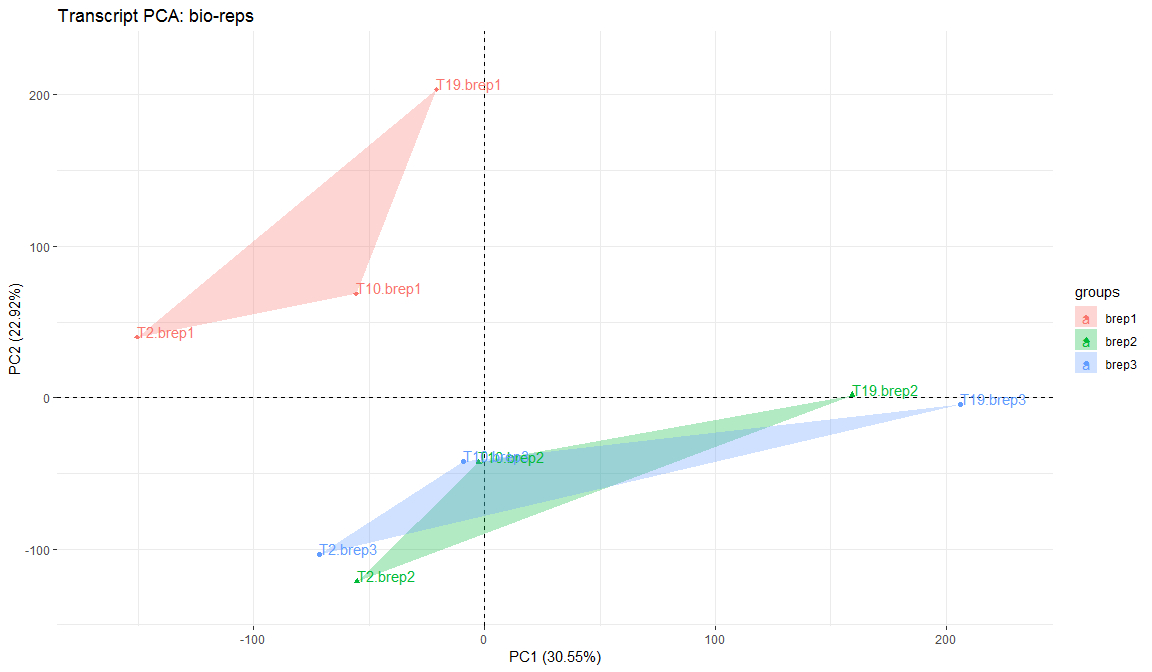 Transcript PCA: bio-reps
T19.brep1
200
T10.brep1
100
groups
T2.brep1
brep1
brep2
brep3
T19.brep2
T19.brep3
0
T10.brep3
T10.brep2
T2.brep3
-100
T2.brep2
-100
0
100
200
PC1 (30.55%)
PC2 (22.92%)